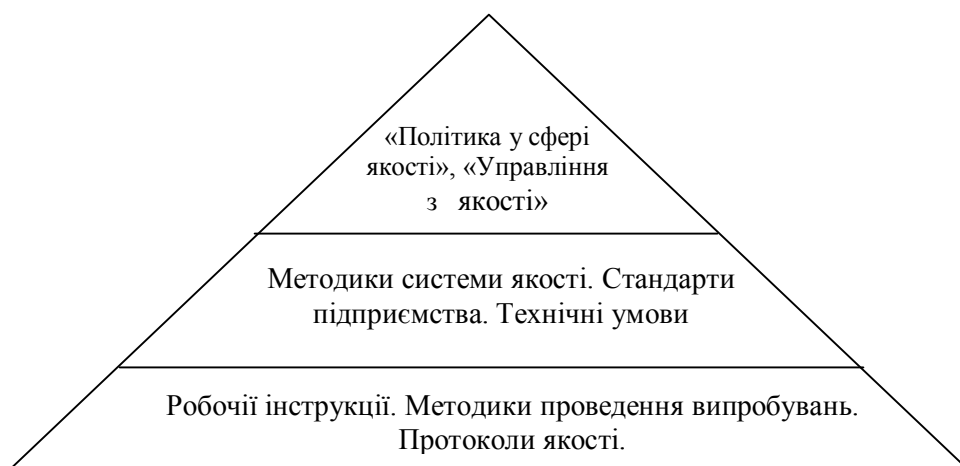 «Політика у сфері
якості», «Управління
з якості»
Методики системи якості. Стандарти
підприємства. Технічні умови
Робочії інструкції. Методики проведення випробувань.
Протоколи якості.